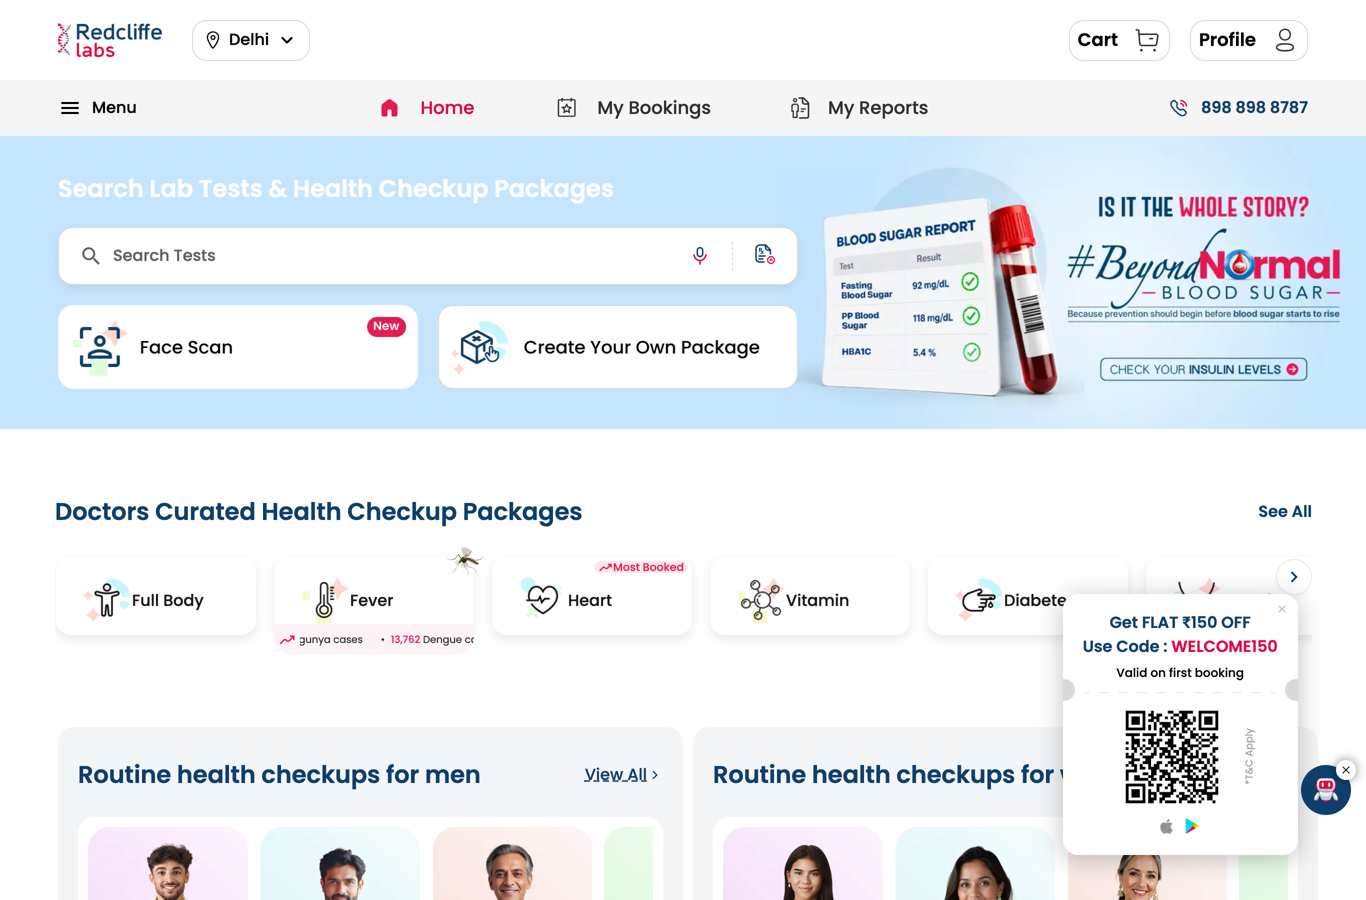 Redcliffe
labs
Delhi
Cart
Profile
Menu
Home
My Bookings
My Reports
898 898 8787
Search Lab Tests & Health Checkup Packages
Search Tests
New
Face Scan
Create Your Own Package
BLOOD SUGAR REPORT
Test Result
Fasting Blood Sugar 92 mg/dL
PP Blood Sugar 118 mg/dL
HBA1C 5.4 %
IS IT THE WHOLE STORY?
#Beyond Normal
BLOOD SUGAR
Because prevention should begin before blood sugar starts to rise
CHECK YOUR INSULIN LEVELS
Doctors Curated Health Checkup Packages
See All
Full Body
Fever
gunya cases • 13,762 Dengue
Most Booked
Heart
Vitamin
Diabete
Get FLAT ₹150 OFF
Use Code : WELCOME150
Valid on first booking
*T&C Apply
Routine health checkups for men
View All
Routine health checkups for